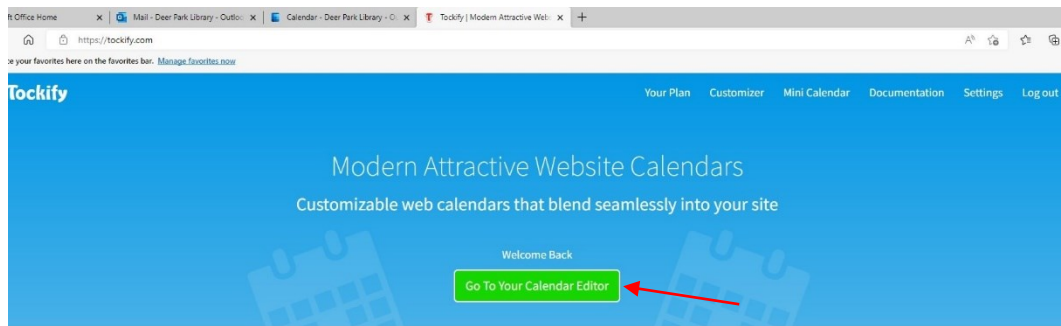 ft Office Home Mail - Deer Park Library - Outlo Calendar - Deer Park Library - O Tockify | Modern Attractive Web
https://tockify.com
e your favorites here on the favorites bar. Manage favorites now
Tockify Your Plan Customizer Mini Calendar Documentation Settings Log out
Modern Attractive Website Calendars
Customizable web calendars that blend seamlessly into your site
Welcome Back
Go To Your Calendar Editor